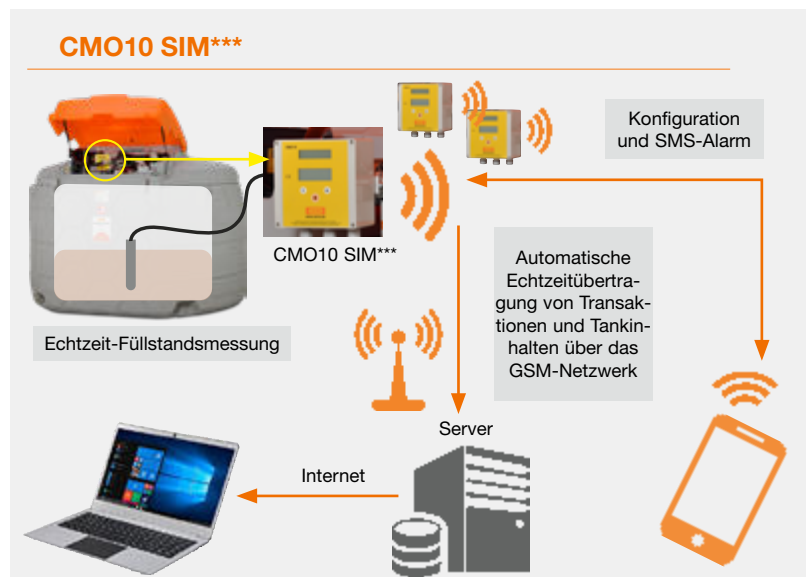 CMO10 SIM***
Konfiguration
und SMS-Alarm
CMO10 SIM***
Echtzeit-Füllstandsmessung
Automatische
Echtzeitübertra-
gung von Transak-
tionen und Tankin-
halten über das
GSM-Netzwerk
Server
Internet